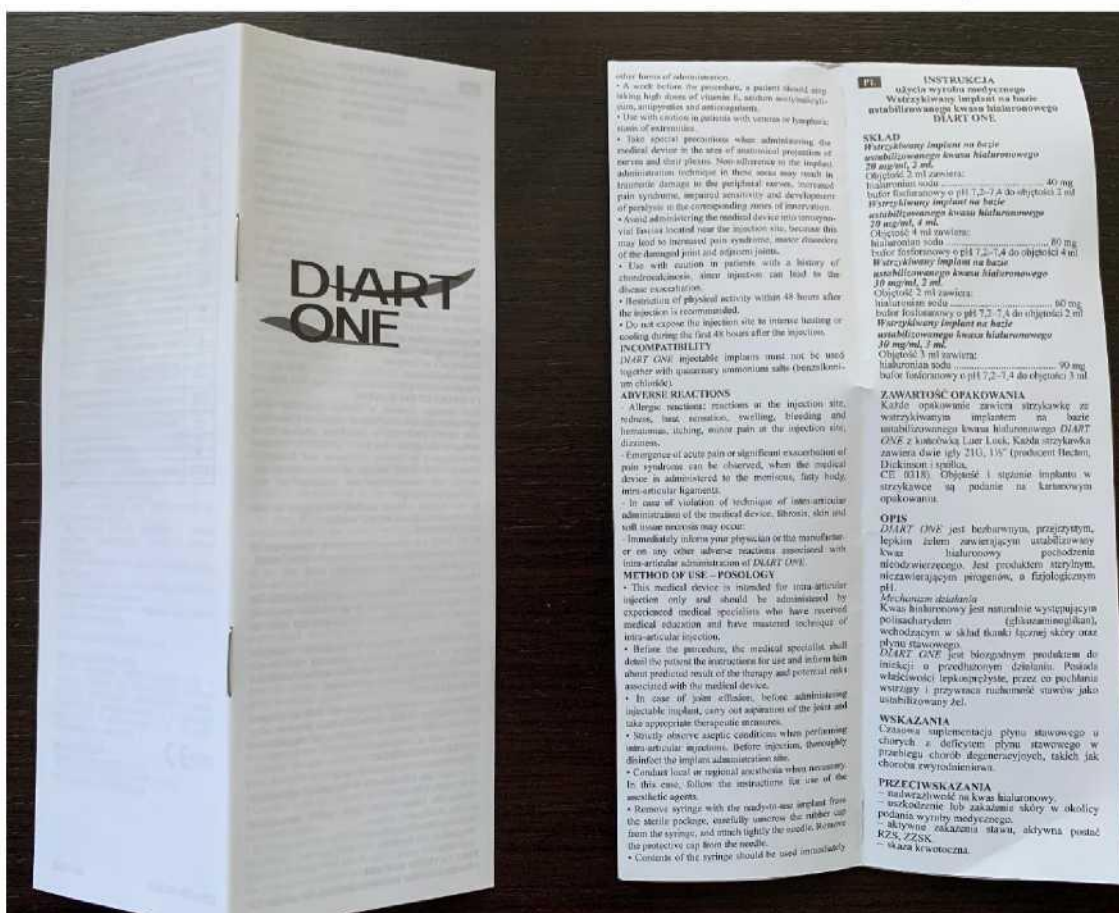 DIART
ONE
other forms of administration.
• A week before the procedure, a patient should stop
taking high doses of vitamin E, acidum acetylsalicyli-
cum, antipyretics and anticoagulants.
• Use with caution in patients with venous or lymphatic
stasis of extremities.
• Take special precautions when administering the
medical device in the area of anatomical projection of
nerves and their plexus. Non-adherence to the implant
administration technique in these areas may result in
traumatic damage to the peripheral nerves, increased
pain syndrome, impaired sensitivity and development
of paralysis in the corresponding zones of innervation.
• Avoid administering the medical device into tenosyno-
vial fascias located near the injection site, because this
may lead to increased pain syndrome, motor disorders
of the damaged joint and adjacent joints.
• Use with caution in patients with a history of
chondrocalcinosis, since injection can lead to the
disease exacerbation.
• Restriction of physical activity within 48 hours after
the injection is recommended.
• Do not expose the injection site to intense heating or
cooling during the first 48 hours after the injection.
INCOMPATIBILITY
DIART ONE injectable implants must not be used
together with quaternary ammonium salts (benzalkoni-
um chloride).
ADVERSE REACTIONS
- Allergic reactions: reactions at the injection site,
redness, heat sensation, swelling, bleeding and
hematomas, itching, minor pain at the injection site,
dizziness.
- Emergence of acute pain or significant exacerbation of
pain syndrome can be observed, when the medical
device is administered to the meniscus, fatty body,
intra-articular ligaments.
- In case of violation of technique of intra-articular
administration of the medical device, fibrosis, skin and
soft tissue necrosis may occur.
- Immediately inform your physician or the manufactur-
er on any other adverse reactions associated with
intra-articular administration of DIART ONE.
METHOD OF USE – POSOLOGY
• This medical device is intended for intra-articular
injection only and should be administered by
experienced medical specialists who have received
medical education and have mastered technique of
intra-articular injection.
• Before the procedure, the medical specialist shall
detail the patient the instructions for use and inform him
about predicted result of the therapy and potential risks
associated with the medical device.
• In case of joint effusion, before administering
injectable implant, carry out aspiration of the joint and
take appropriate therapeutic measures.
• Strictly observe aseptic conditions when performing
intra-articular injections. Before injection, thoroughly
disinfect the implant administration site.
• Conduct local or regional anesthesia when necessary.
In this case, follow the instructions for use of the
anesthetic agents.
• Remove syringe with the ready-to-use implant from
the sterile package, carefully unscrew the rubber cap
from the syringe, and attach tightly the needle. Remove
the protective cap from the needle.
• Contents of the syringe should be used immediately
PL
INSTRUKCJA
użycia wyrobu medycznego
Wstrzykiwany implant na bazie
ustabilizowanego kwasu hialuronowego
DIART ONE
SKŁAD
Wstrzykiwany implant na bazie
ustabilizowanego kwasu hialuronowego
20 mg/ml, 2 ml.
Objętość 2 ml zawiera:
hialuronian sodu ........................ 40 mg
bufor fosforanowy o pH 7,2–7,4 do objętości 2 ml
Wstrzykiwany implant na bazie
ustabilizowanego kwasu hialuronowego
20 mg/ml, 4 ml.
Objętość 4 ml zawiera:
hialuronian sodu ........................ 80 mg
bufor fosforanowy o pH 7,2–7,4 do objętości 4 ml
Wstrzykiwany implant na bazie
ustabilizowanego kwasu hialuronowego
30 mg/ml, 2 ml.
Objętość 2 ml zawiera:
hialuronian sodu ........................ 60 mg
bufor fosforanowy o pH 7,2–7,4 do objętości 2 ml
Wstrzykiwany implant na bazie
ustabilizowanego kwasu hialuronowego
30 mg/ml, 3 ml.
Objętość 3 ml zawiera:
hialuronian sodu ........................ 90 mg
bufor fosforanowy o pH 7,2–7,4 do objętości 3 ml
ZAWARTOŚĆ OPAKOWANIA
Każde opakowanie zawiera strzykawkę ze
wstrzykiwanym implantem na bazie
ustabilizowanego kwasu hialuronowego DIART
ONE z końcówką Luer Lock. Każda strzykawka
zawiera dwie igły 21G, 1½" (producent Becton,
Dickinson i spółka,
CE 0318). Objętość i stężenie implantu w
strzykawce są podanie na kartonowym
opakowaniu.
OPIS
DIART ONE jest bezbarwnym, przejrzystym,
lepkim żelem zawierającym ustabilizowany
kwas hialuronowy pochodzenia
nieodzwierzęcego. Jest produktem sterylnym,
niezawierającym pirogenów, o fizjologicznym
pH.
Mechanizm działania
Kwas hialuronowy jest naturalnie występującym
polisacharydem (glikozaminoglikan),
wchodzącym w skład tkanki łącznej skóry oraz
płynu stawowego.
DIART ONE jest biozgodnym produktem do
iniekcji o przedłużonym działaniu. Posiada
właściwości lepkosprężyste, przez co pochłania
wstrząsy i przywraca ruchomość stawów jako
ustabilizowany żel.
WSKAZANIA
Czasowa suplementacja płynu stawowego u
chorych z deficytem płynu stawowego w
przebiegu chorób degeneracyjnych, takich jak
choroba zwyrodnieniowa.
PRZECIWSKAZANIA
– nadwrażliwość na kwas hialuronowy.
– uszkodzenie lub zakażenie skóry w okolicy
podania wyroby medycznego.
– aktywne zakażenia stawu, aktywna postać
RZS, ZZSK.
– skaza krwotoczna.